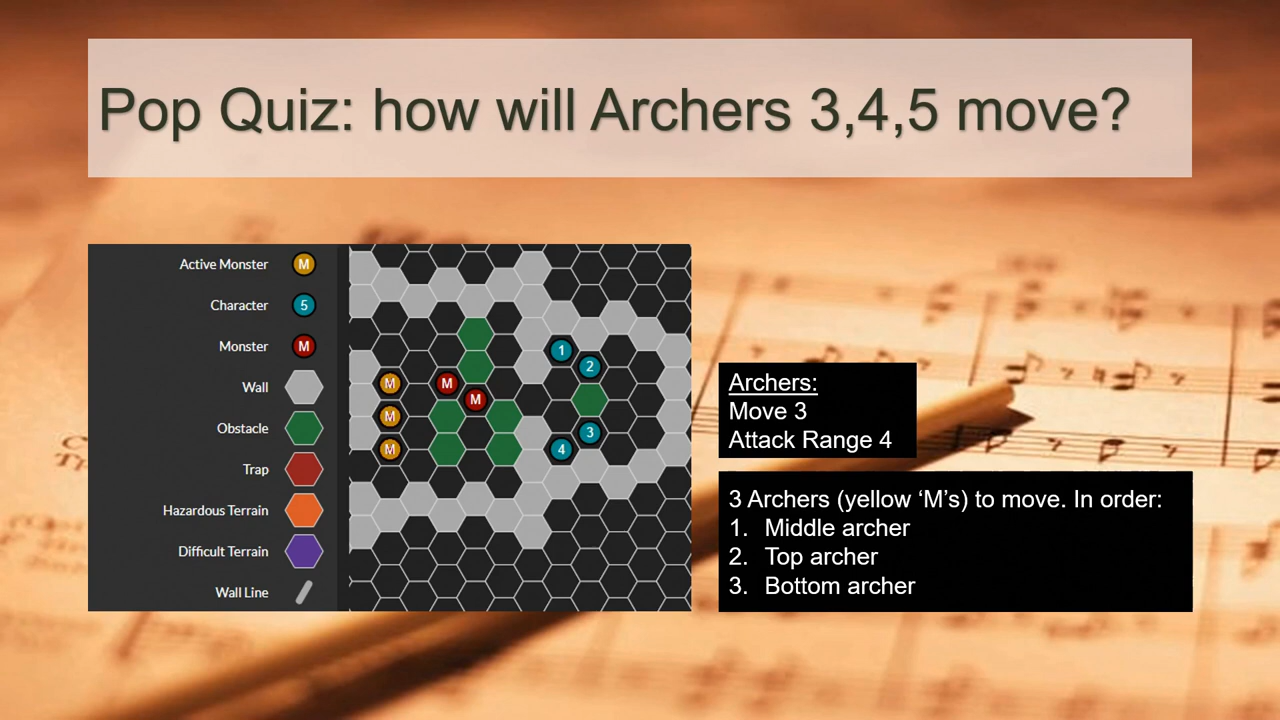 Pop Quiz: how will Archers 3,4,5 move?
Active Monster M
Character 5
Monster M
Wall
Obstacle
Trap
Hazardous Terrain
Difficult Terrain
Wall Line
1
2
M
M
M
M
M
3
4
M
Archers:
Move 3
Attack Range 4
3 Archers (yellow ‘M’s) to move. In order:
1. Middle archer
2. Top archer
3. Bottom archer